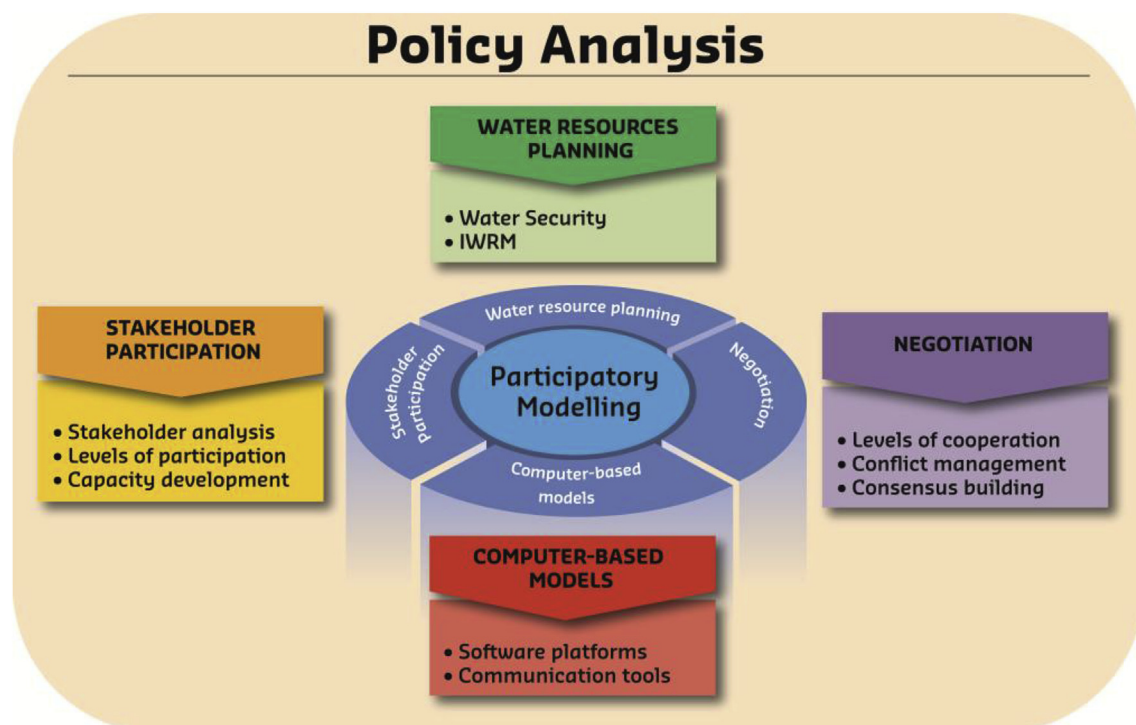 Policy Analysis
WATER RESOURCES
PLANNING
• Water Security
• IWRM
STAKEHOLDER
PARTICIPATION
• Stakeholder analysis
• Levels of participation
• Capacity development
Water resource planning
Stakeholder
Participation
Participatory
Modelling
Negotiation
Computer-based
models
NEGOTIATION
• Levels of cooperation
• Conflict management
• Consensus building
COMPUTER-BASED
MODELS
• Software platforms
• Communication tools